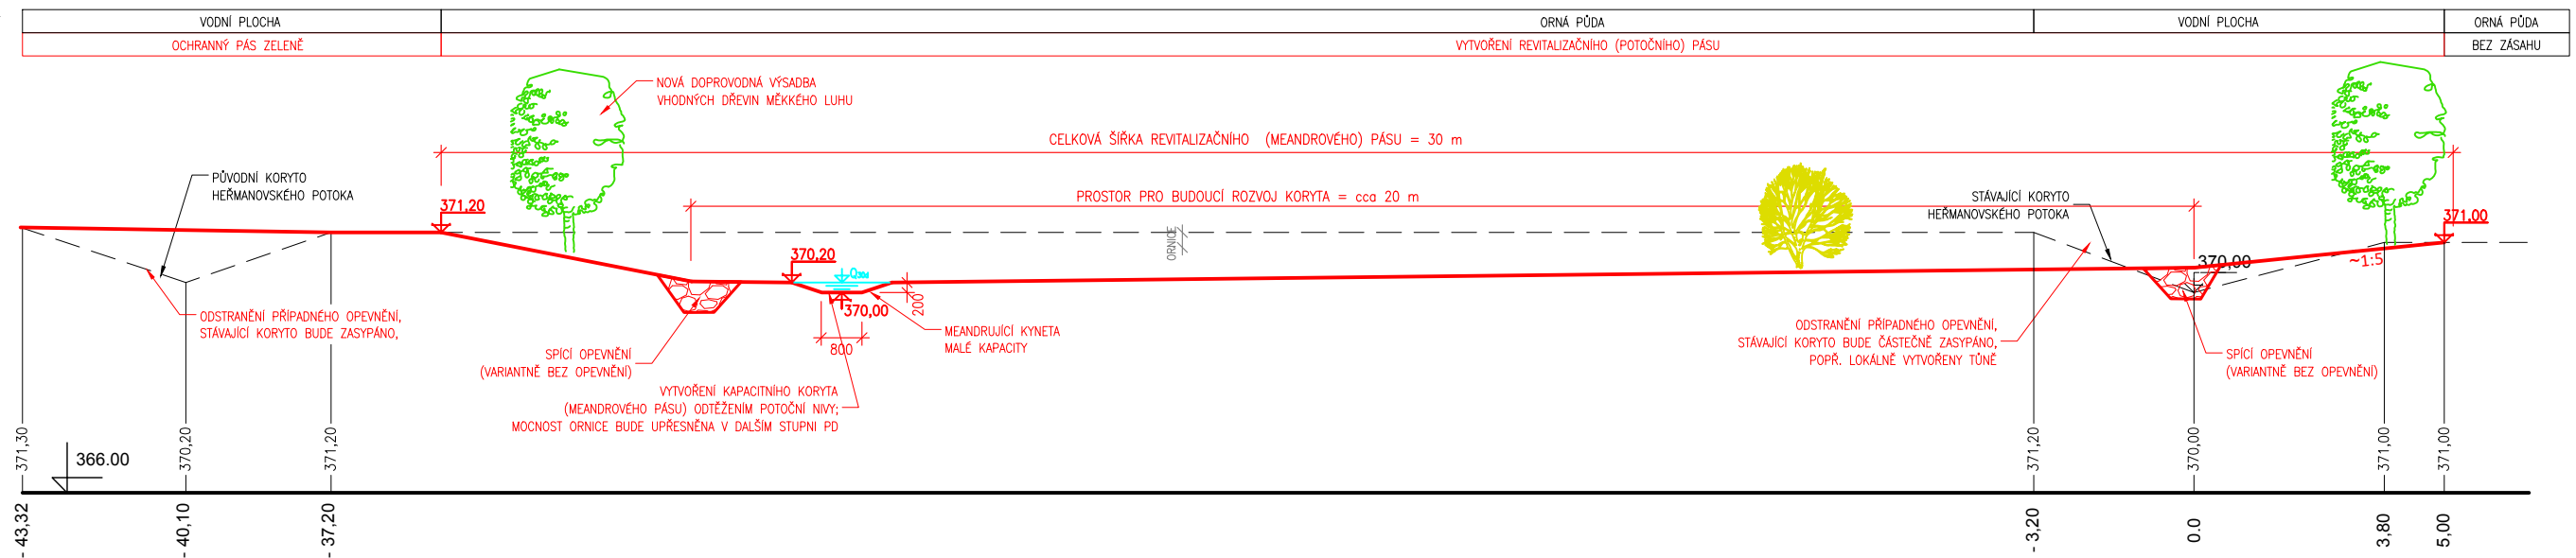 VODNÍ PLOCHA
ORNÁ PŮDA
VODNÍ PLOCHA
ORNÁ PŮDA
OCHRANNÝ PÁS ZELENĚ
VYTVOŘENÍ REVITALIZAČNÍHO (POTOČNÍHO) PÁSU
BEZ ZÁSAHU
NOVÁ DOPROVODNÁ VÝSADBA
VHODNÝCH DŘEVIN MĚKKÉHO LUHU
CELKOVÁ ŠÍŘKA REVITALIZAČNÍHO (MEANDROVÉHO) PÁSU = 30 m
PŮVODNÍ KORYTO
HEŘMANOVSKÉHO POTOKA
PROSTOR PRO BUDOUCÍ ROZVOJ KORYTA = cca 20 m
STÁVAJÍCÍ KORYTO
HEŘMANOVSKÉHO POTOKA
371,20
371,00
ORNICE
370,20
370,00
~1:5
370,00
200
800
ODSTRANĚNÍ PŘÍPADNÉHO OPEVNĚNÍ,
STÁVAJÍCÍ KORYTO BUDE ZASYPÁNO,
MEANDRUJÍCÍ KYNETA
MALÉ KAPACITY
SPÍCÍ OPEVNĚNÍ
(VARIANTNĚ BEZ OPEVNĚNÍ)
ODSTRANĚNÍ PŘÍPADNÉHO OPEVNĚNÍ,
STÁVAJÍCÍ KORYTO BUDE ČÁSTEČNĚ ZASYPÁNO,
POPŘ. LOKÁLNĚ VYTVOŘENY TŮNĚ
SPÍCÍ OPEVNĚNÍ
(VARIANTNĚ BEZ OPEVNĚNÍ)
VYTVOŘENÍ KAPACITNÍHO KORYTA
(MEANDROVÉHO PÁSU) ODTĚŽENÍM POTOČNÍ NIVY;
MOCNOST ORNICE BUDE UPŘESNĚNA V DALŠÍM STUPNI PD
371,30
370,20
371,20
371,20
370,00
371,00
371,00
366.00
- 43,32
- 40,10
- 37,20
- 3,20
0.0
3,80
5,00